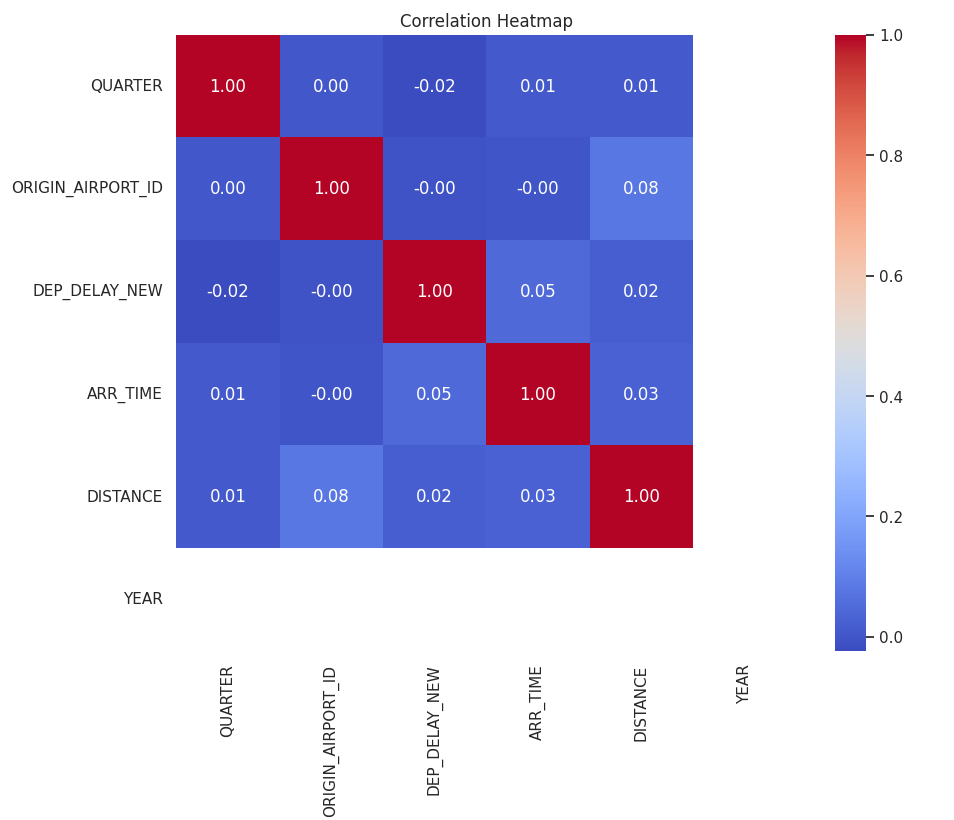 Correlation Heatmap
QUARTER 1.00 0.00 -0.02 0.01 0.01
ORIGIN_AIRPORT_ID 0.00 1.00 -0.00 -0.00 0.08
DEP_DELAY_NEW -0.02 -0.00 1.00 0.05 0.02
ARR_TIME 0.01 -0.00 0.05 1.00 0.03
DISTANCE 0.01 0.08 0.02 0.03 1.00
YEAR
QUARTER
ORIGIN_AIRPORT_ID
DEP_DELAY_NEW
ARR_TIME
DISTANCE
YEAR
1.0
0.8
0.6
0.4
0.2
0.0